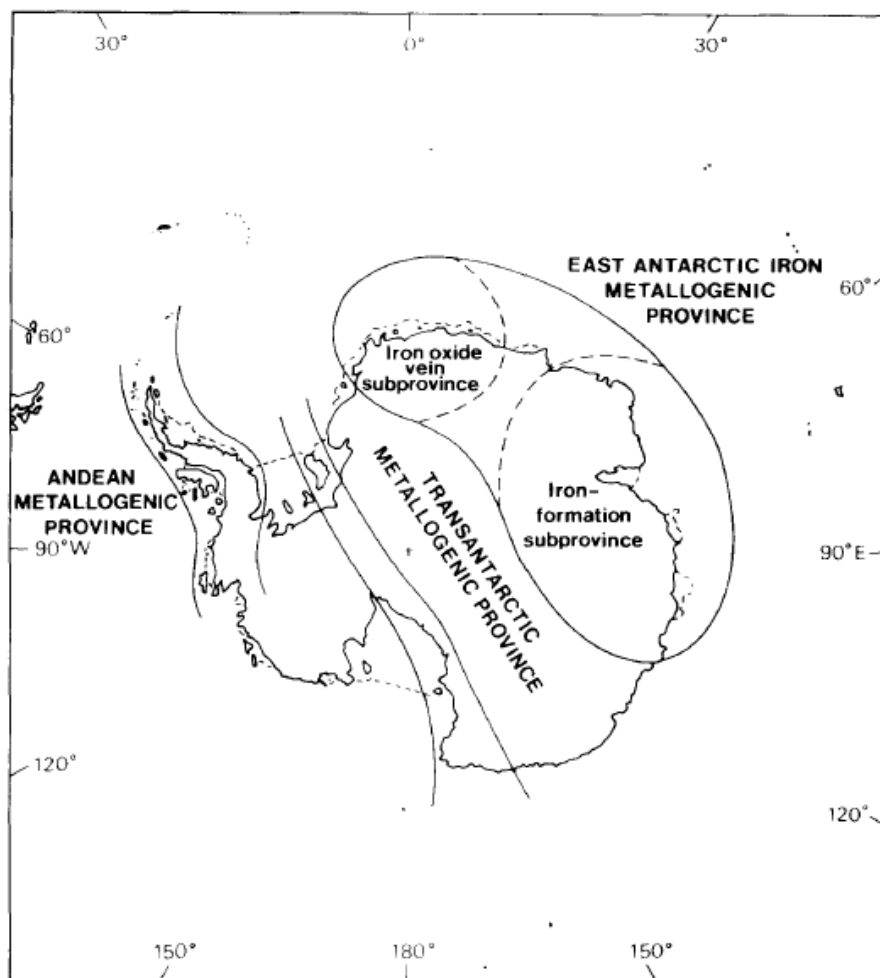 30°
0°
30°
EAST ANTARCTIC IRON
METALLOGENIC
PROVINCE
60°
60°
Iron oxide
vein
subprovince
ANDEAN
METALLOGENIC
PROVINCE
TRANSANTARCTIC
METALLOGENIC PROVINCE
Iron-
formation
subprovince
90°W
90°E
120°
120°
150°
180°
150°